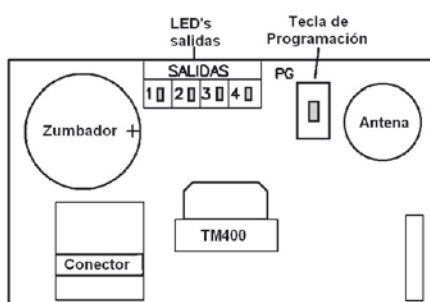 LED's
salidas
Tecla de
Programación
SALIDAS
PG
1 2 3 4
Zumbador
+
Antena
TM400
Conector